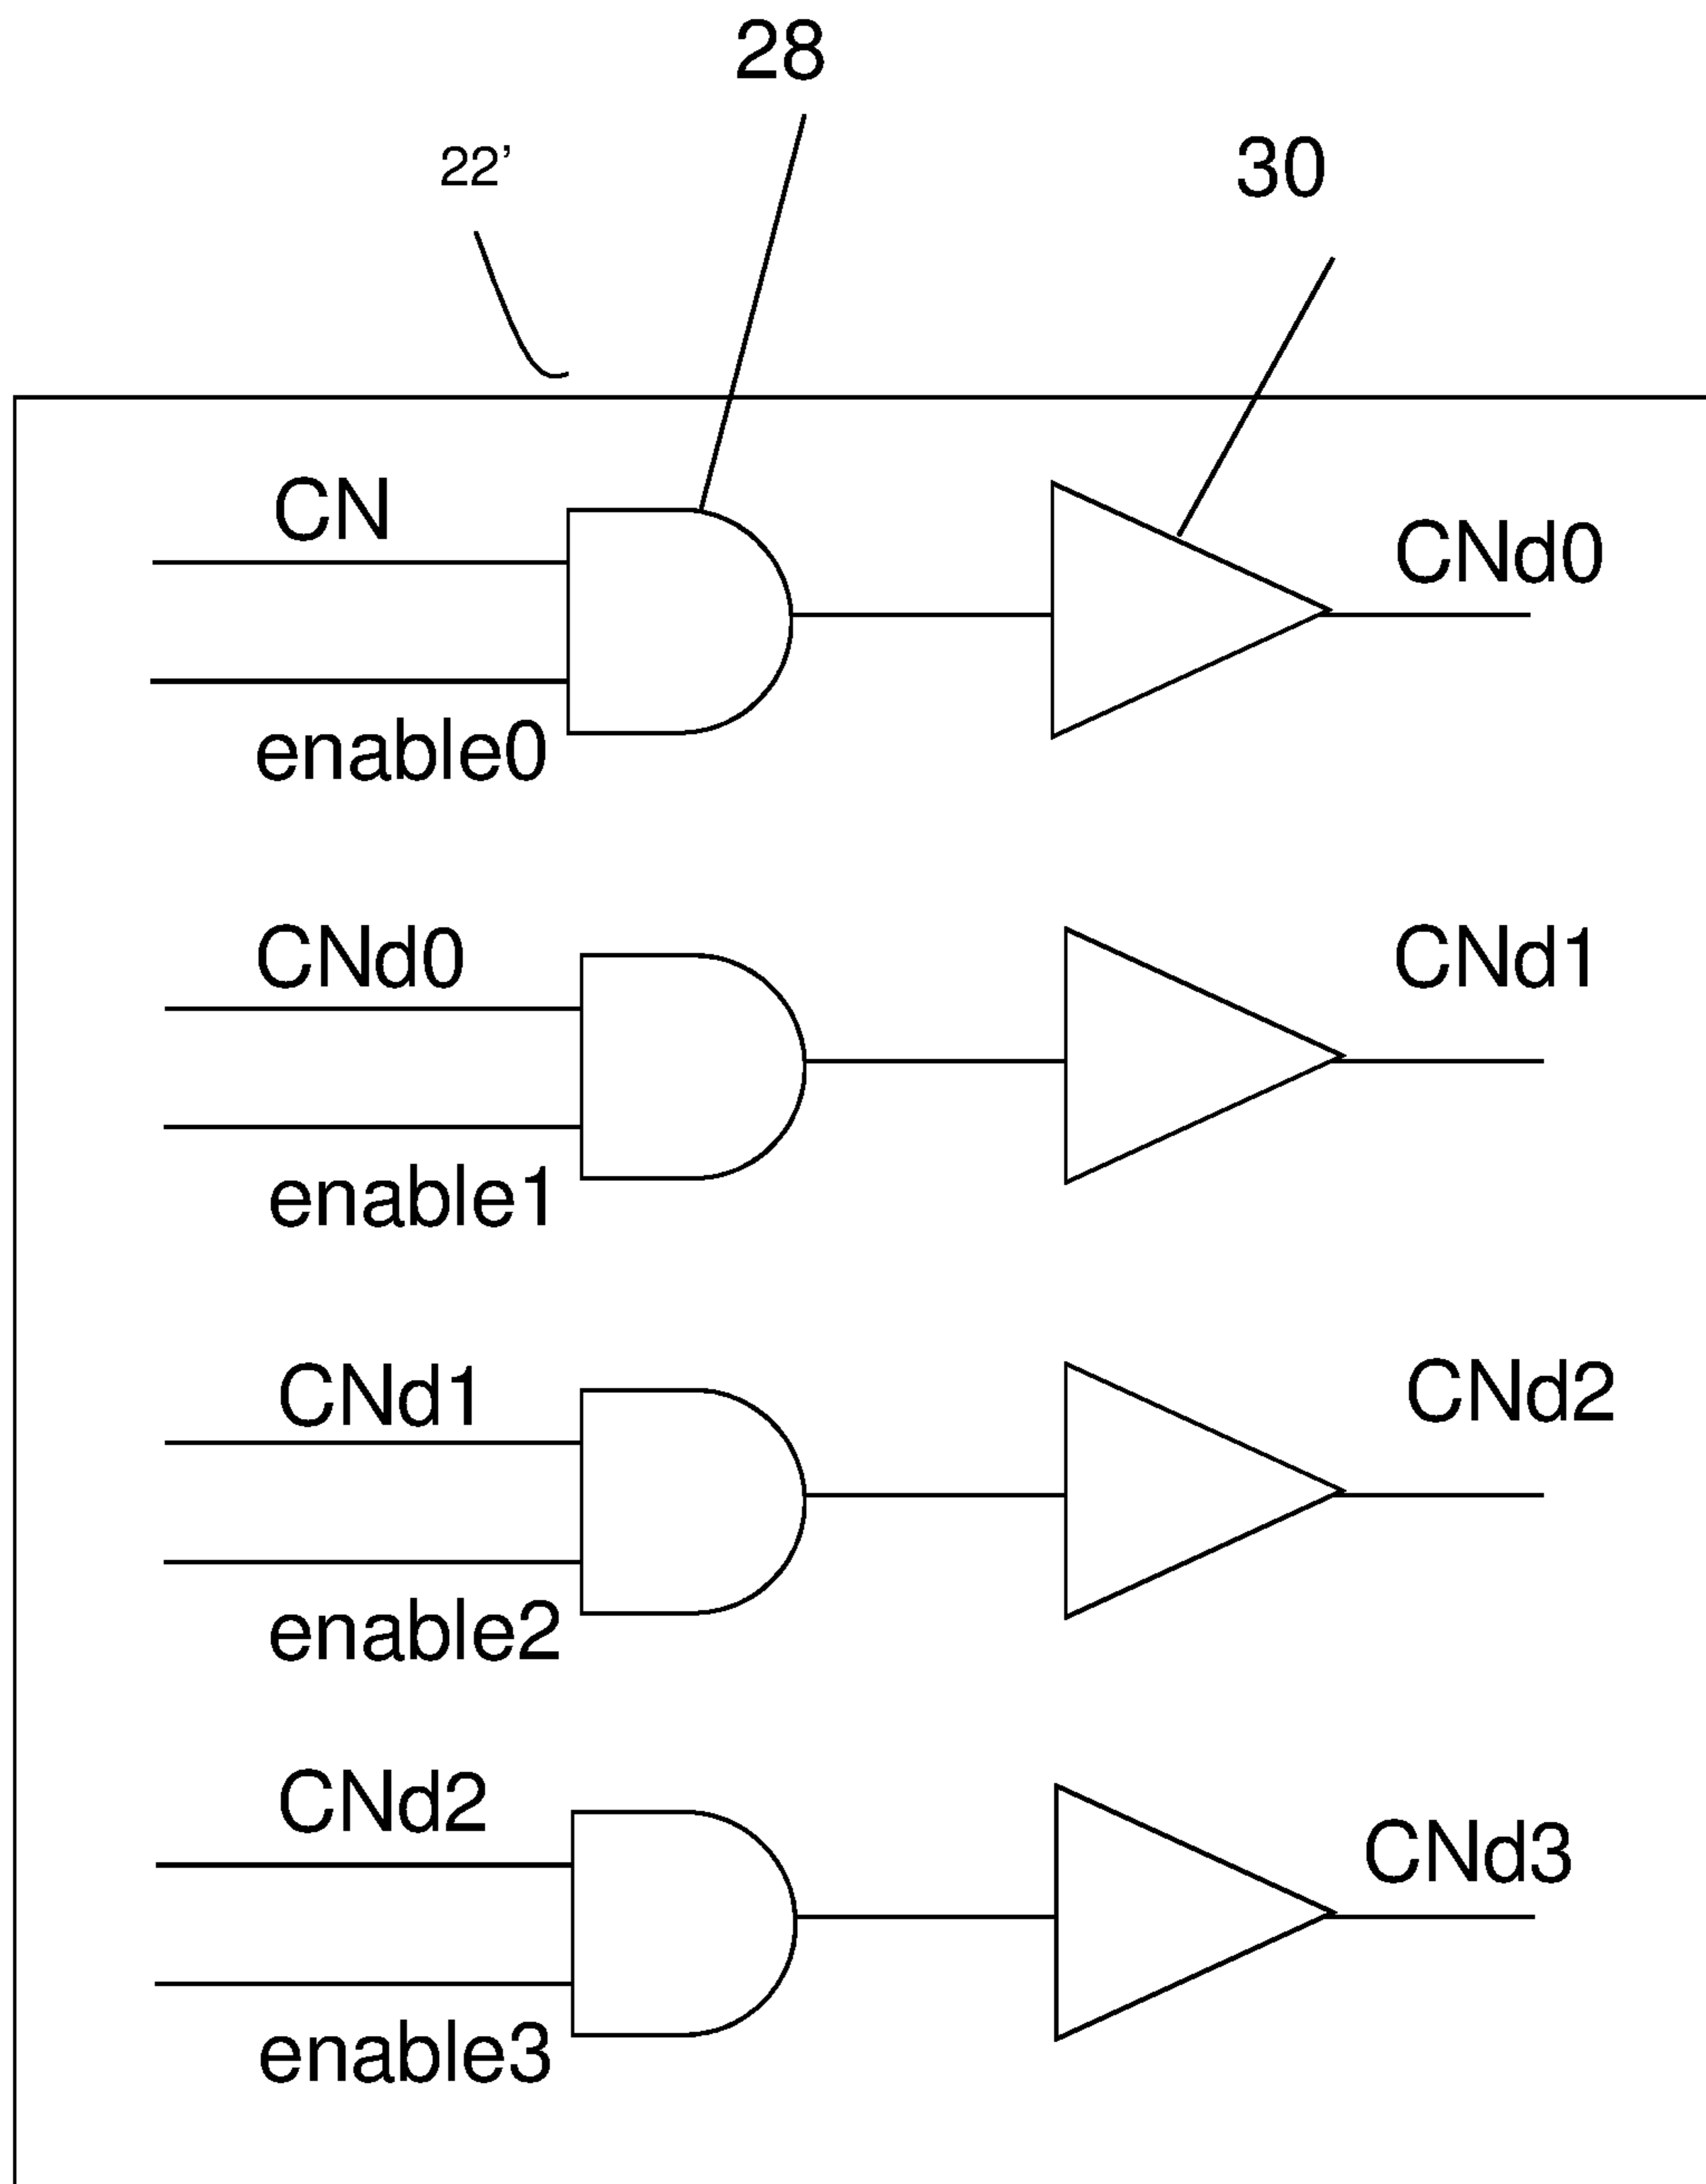 28
22’
30
CN
CNd0
enable0
CNd0
CNd1
enable1
CNd1
CNd2
enable2
CNd2
CNd3
enable3